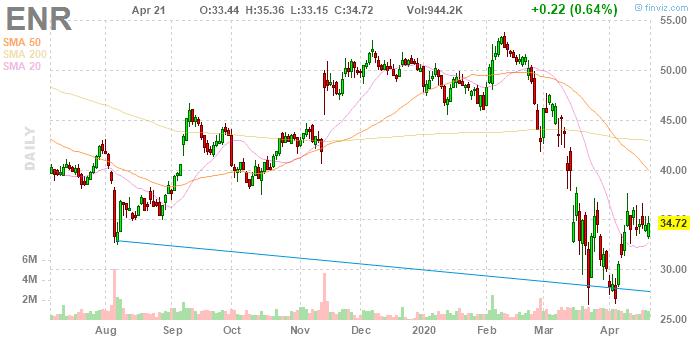 ENR
Apr 21 O:33.44 H:35.36 L:33.15 C:34.72 Vol:944.2K +0.22 (0.64%)
© finviz.com
SMA 50
SMA 200
SMA 20
DAILY
55.00
50.00
45.00
40.00
35.00
34.72
30.00
25.00
6M
4M
2M
Aug Sep Oct Nov Dec 2020 Feb Mar Apr